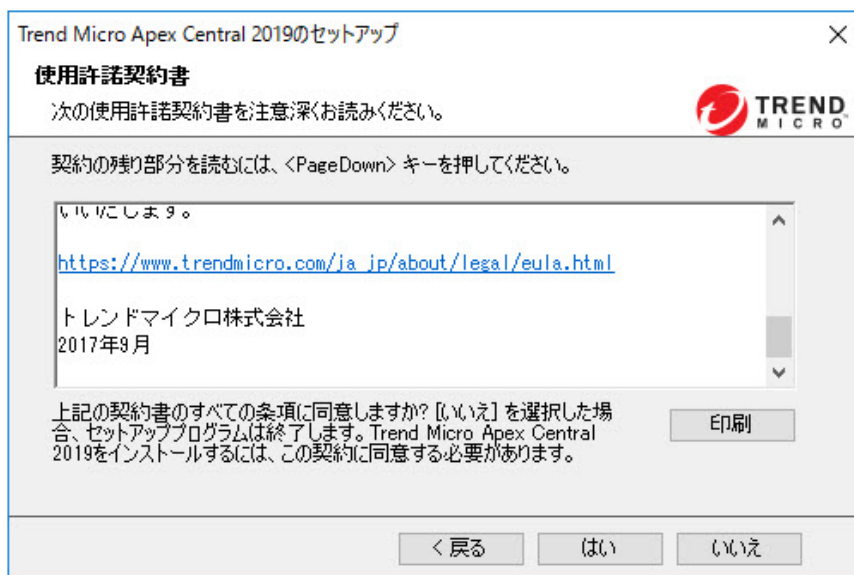 Trend Micro Apex Central 2019のセットアップ
使用許諾契約書
次の使用許諾契約書を注意深くお読みください。
TREND
MICRO
契約の残り部分を読むには、<PageDown> キーを押してください。
いいたします。
https://www.trendmicro.com/ja_jp/about/legal/eula.html
トレンドマイクロ株式会社
2017年9月
上記の契約書のすべての条項に同意しますか? [いいえ] を選択した場
合、セットアッププログラムは終了します。Trend Micro Apex Central
2019をインストールするには、この契約に同意する必要があります。
印刷
< 戻る
はい
いいえ